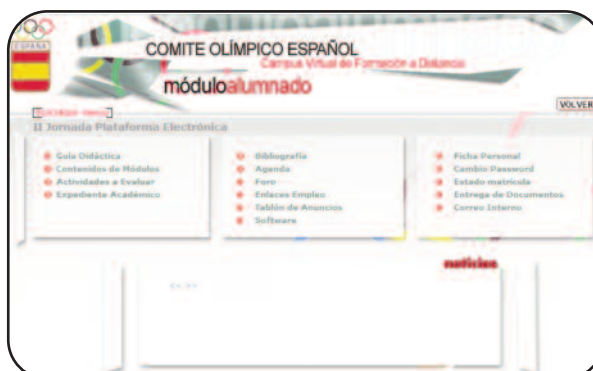 ESPAÑA
COMITE OLÍMPICO ESPAÑOL
Campus Virtual de Formación a Distancia
móduloalumnado
VOLVER
II Jornada Plataforma Electrónica
Guía Didáctica
Contenidos de Módulos
Actividades a Evaluar
Expediente Académico
Bibliografía
Agenda
Foro
Enlaces Empleo
Tablón de Anuncios
Software
Ficha Personal
Cambio Password
Estado matrícula
Entrega de Documentos
Correo Interno
noticias
<< >>